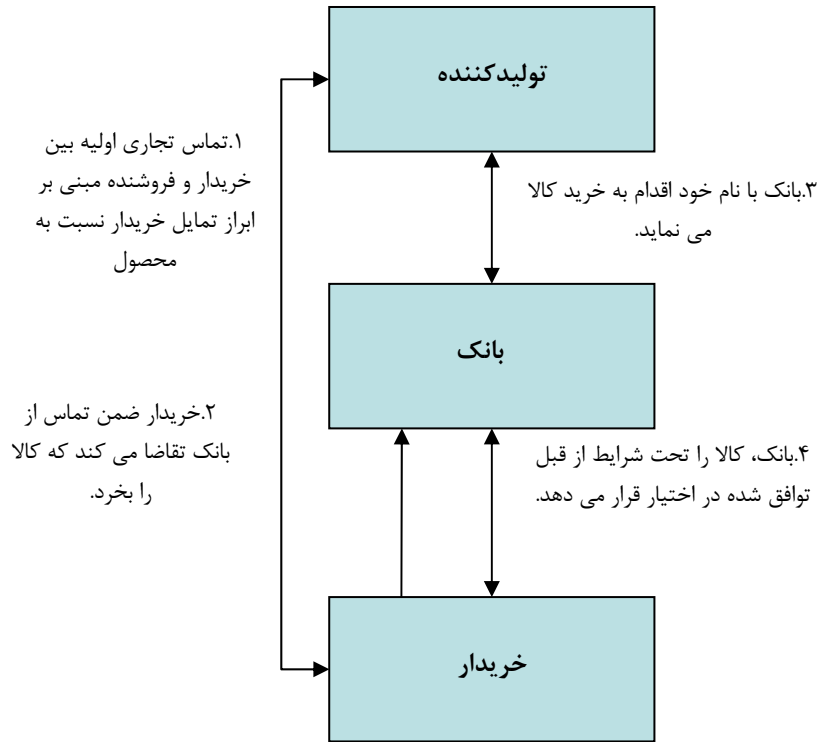 تولیدکننده
۱.تماس تجاری اولیه بین
خریدار و فروشنده مبنی بر
ابراز تمایل خریدار نسبت به
محصول
۳.بانک با نام خود اقدام به خرید کالا
می نماید.
بانک
۲.خریدار ضمن تماس از
بانک تقاضا می کند که کالا
را بخرد.
۴.بانک، کالا را تحت شرایط از قبل
توافق شده در اختیار قرار می دهد.
خریدار